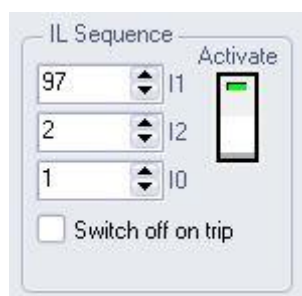 IL Sequence
Activate
97 I1
2 I2
1 I0
Switch off on trip